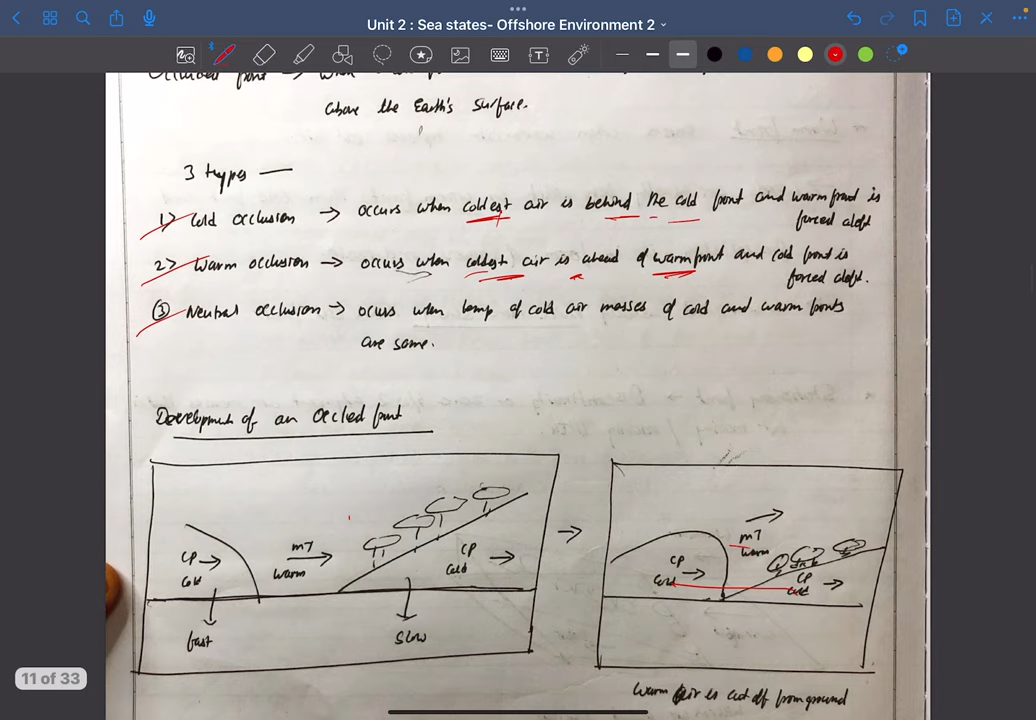 Unit 2 : Sea states- Offshore Environment 2
above the Earth's surface.
3 types —
1) Cold occlusion → occurs when coldest air is behind the cold front and warm front is
forced aloft
2) Warm occlusion → occurs when coldest air is ahead of warm front and cold front is
forced aloft.
③ Neutral occlusion → occurs when temp of cold air masses of cold and warm fronts
are same.
Development of an
CP →
cold
mT
warm
CP →
cold
fast
slow
→
CP →
cold
mT
warm
CP →
cold
warm air is cut off from ground
11 of 33